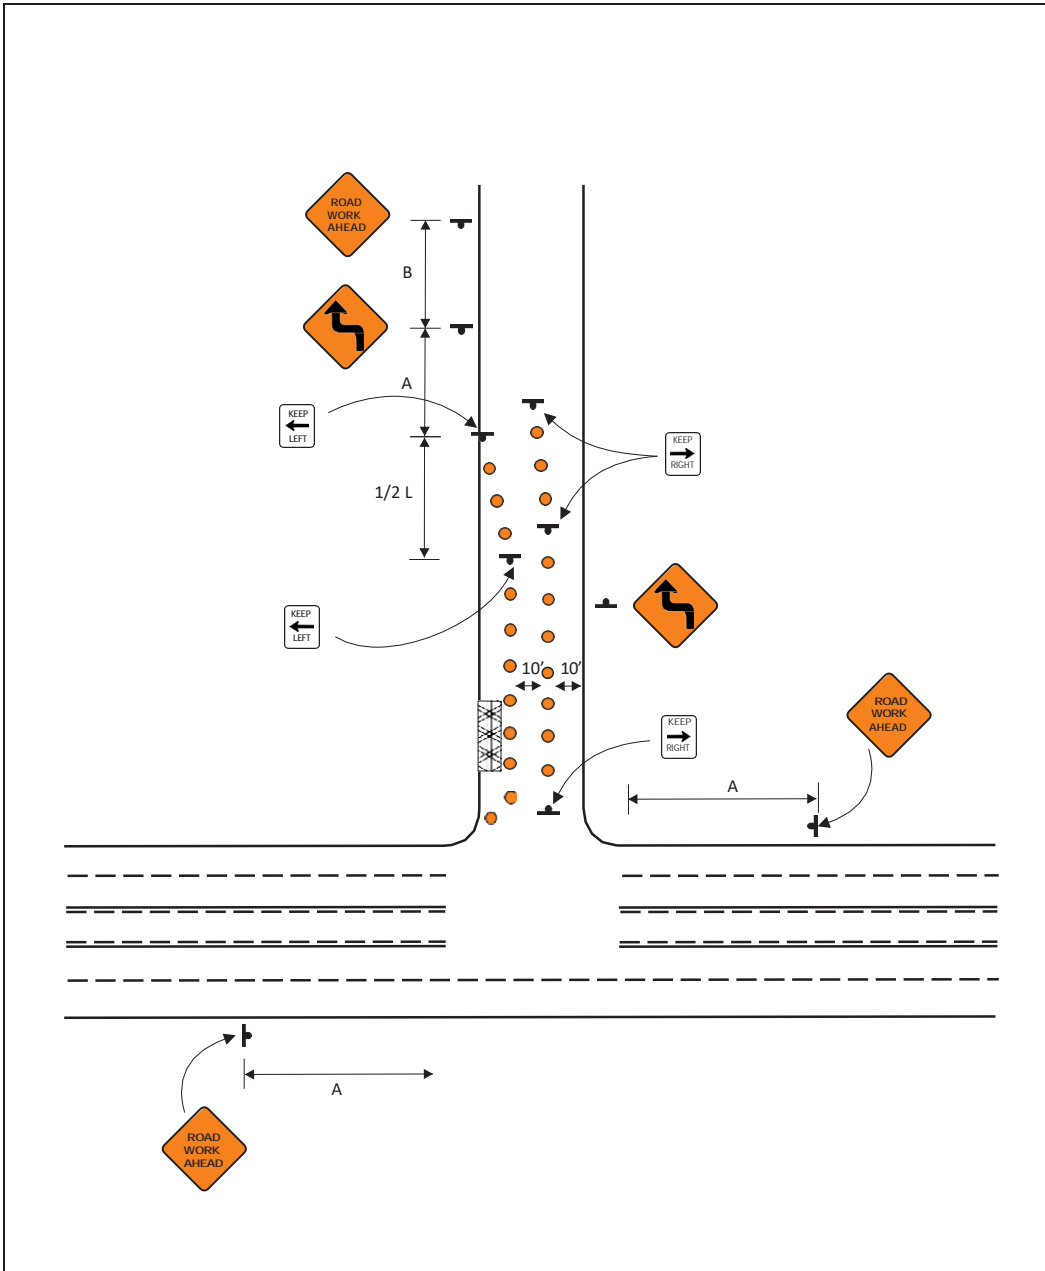 ROAD
WORK
AHEAD
B
A
KEEP
LEFT
KEEP
RIGHT
1/2 L
KEEP
LEFT
10’
10’
ROAD
WORK
AHEAD
KEEP
RIGHT
A
A
ROAD
WORK
AHEAD